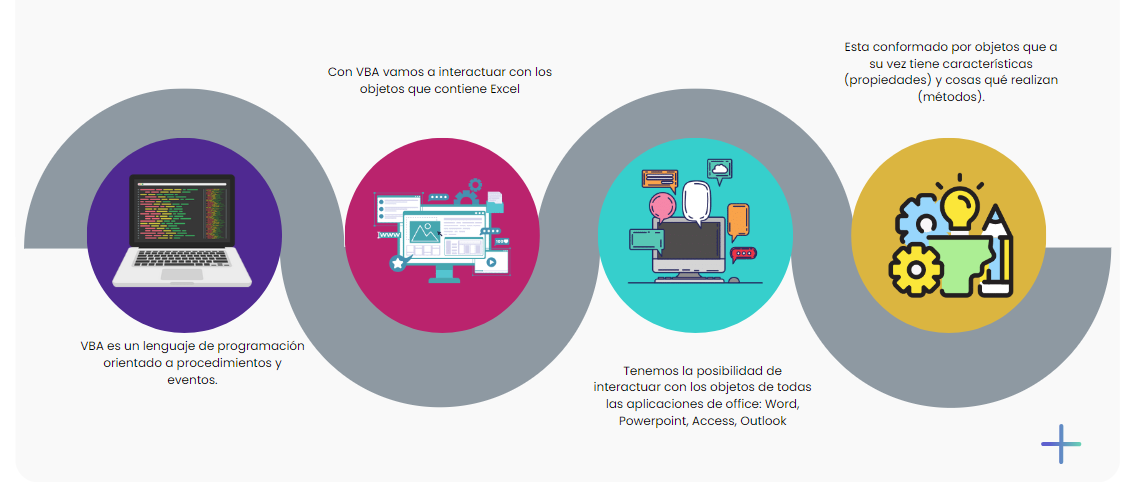 VBA es un lenguaje de programación
orientado a procedimientos y
eventos.
Con VBA vamos a interactuar con los
objetos que contiene Excel
Tenemos la posibilidad de
interactuar con los objetos de todas
las aplicaciones de office: Word,
Powerpoint, Access, Outlook
Esta conformado por objetos que a
su vez tiene características
(propiedades) y cosas qué realizan
(métodos).